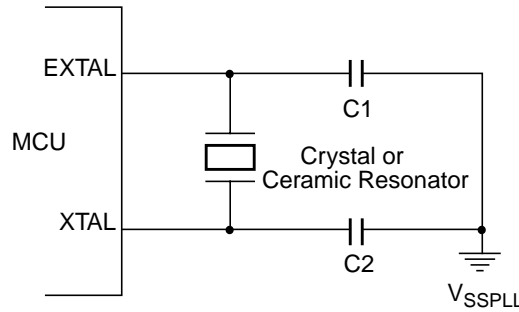 EXTAL
C1
MCU
Crystal or
Ceramic Resonator
XTAL
C2
VSSPLL